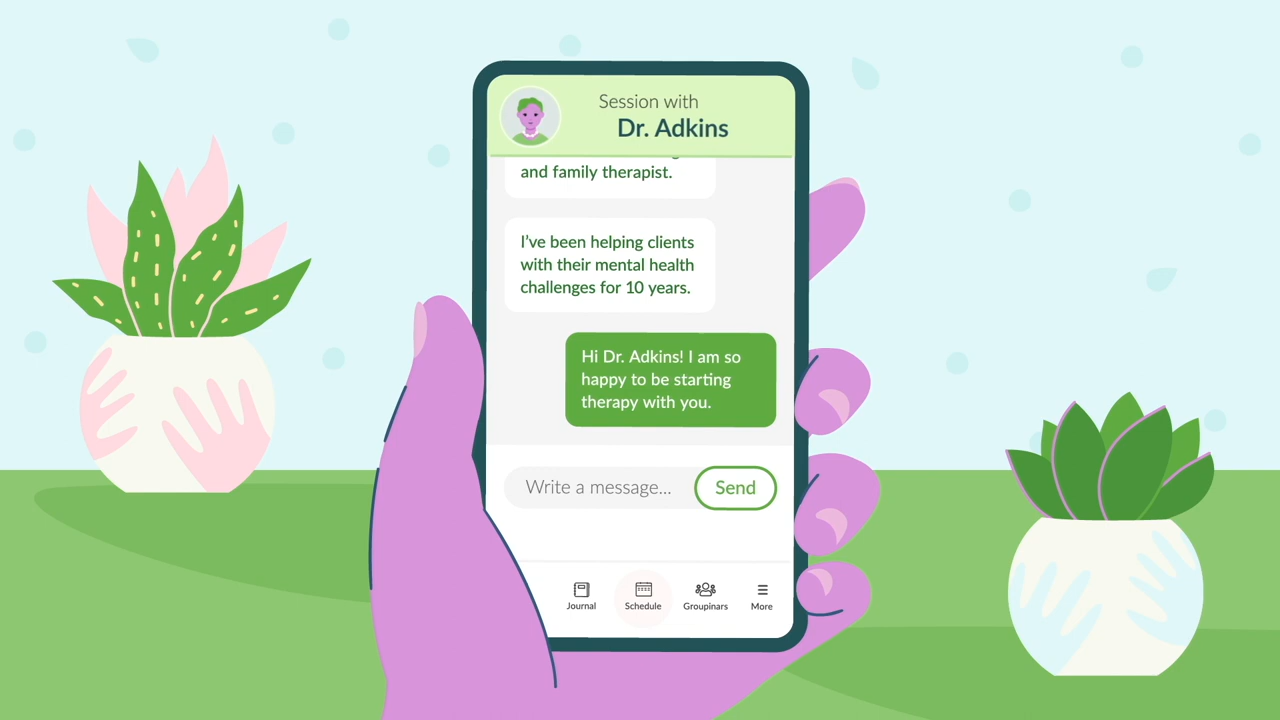 Session with
Dr. Adkins
and family therapist.
I've been helping clients
with their mental health
challenges for 10 years.
Hi Dr. Adkins! I am so
happy to be starting
therapy with you.
Write a message...
Send
Journal
Schedule
Groupinars
More